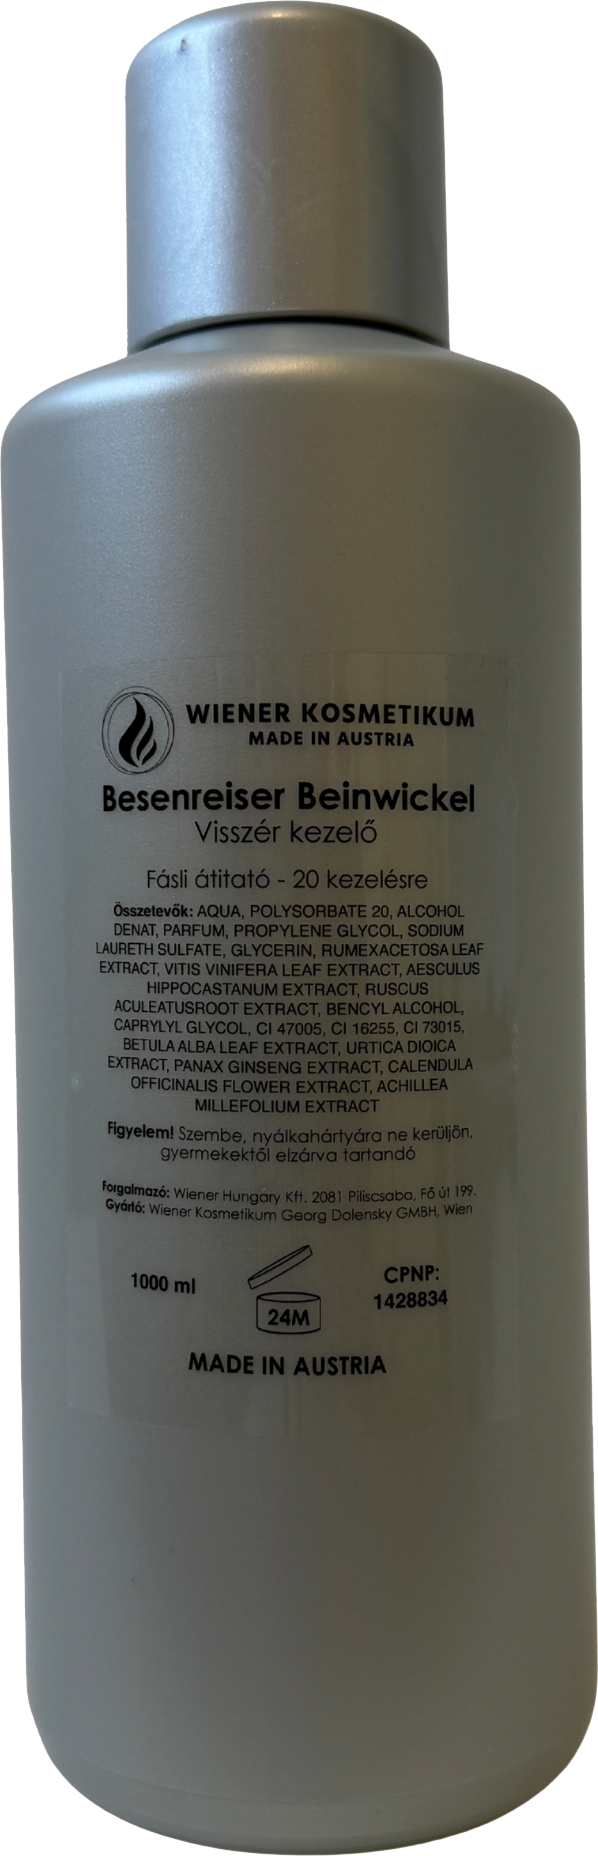 WIENER KOSMETIKUM
MADE IN AUSTRIA
Besenreiser Beinwickel
Visszér kezelő
Fásli átitató - 20 kezelésre
Összetevők: AQUA, POLYSORBATE 20, ALCOHOL
DENAT, PARFUM, PROPYLENE GLYCOL, SODIUM
LAURETH SULFATE, GLYCERIN, RUMEXACETOSA LEAF
EXTRACT, VITIS VINIFERA LEAF EXTRACT, AESCULUS
HIPPOCASTANUM EXTRACT, RUSCUS
ACULEATUSROOT EXTRACT, BENCYL ALCOHOL,
CAPRYLYL GLYCOL, CI 47005, CI 16255, CI 73015,
BETULA ALBA LEAF EXTRACT, URTICA DIOICA
EXTRACT, PANAX GINSENG EXTRACT, CALENDULA
OFFICINALIS FLOWER EXTRACT, ACHILLEA
MILLEFOLIUM EXTRACT
Figyelem! Szembe, nyálkahártyára ne kerüljön,
gyermekektől elzárva tartandó
Forgalmazó: Wiener Hungary Kft. 2081 Piliscsaba, Fő út 199.
Gyártó: Wiener Kosmetikum Georg Dolensky GMBH, Wien
1000 ml
24M
CPNP:
1428834
MADE IN AUSTRIA